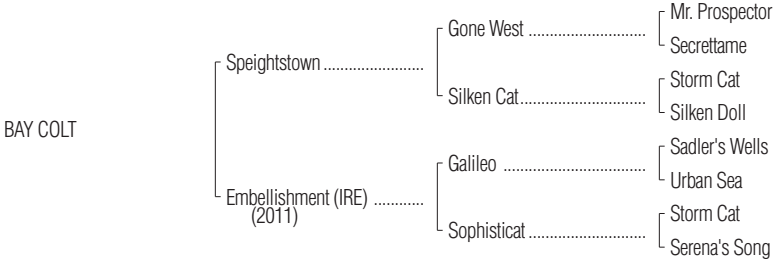 Mr. Prospector
Gone West ..............................
Secrettame
Speightstown ........................
Storm Cat
Silken Cat................................
Silken Doll
BAY COLT
Sadler's Wells
Galileo ....................................
Urban Sea
Embellishment (IRE) ............
(2011)
Storm Cat
Sophisticat..............................
Serena's Song